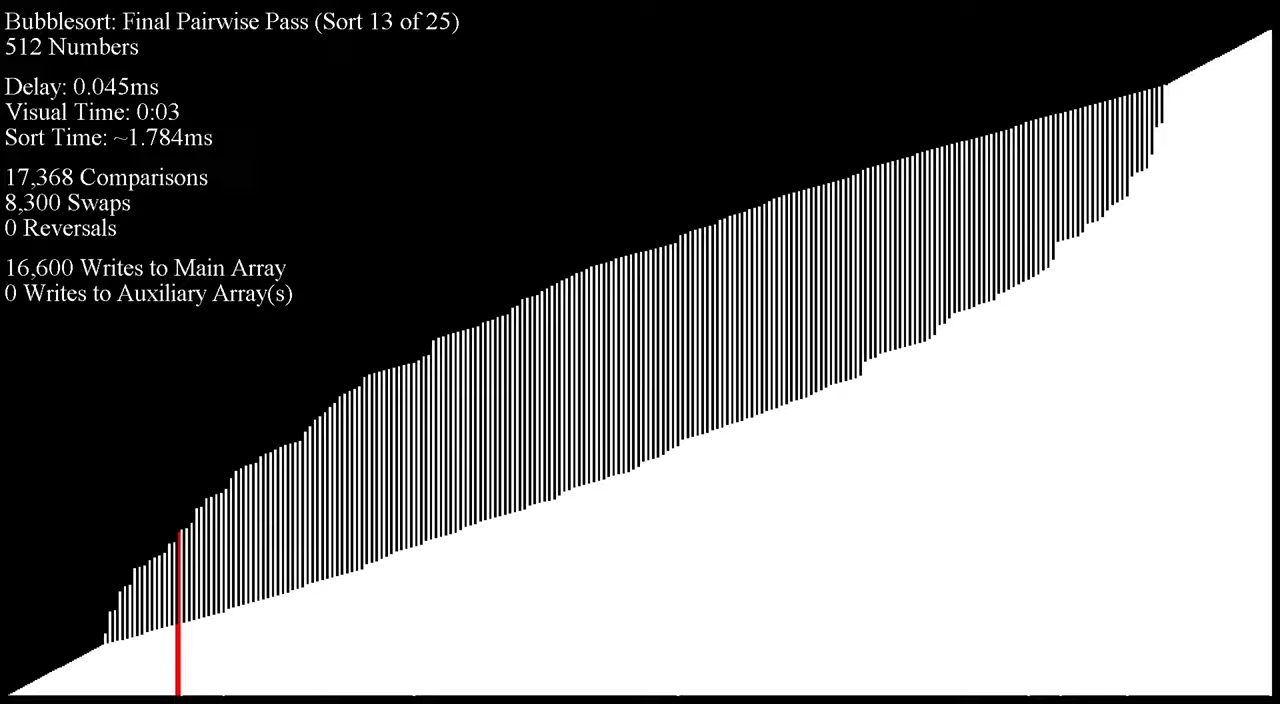 Bubblesort: Final Pairwise Pass (Sort 13 of 25)
512 Numbers
Delay: 0.045ms
Visual Time: 0:03
Sort Time: ~1.784ms
17,368 Comparisons
8,300 Swaps
0 Reversals
16,600 Writes to Main Array
0 Writes to Auxiliary Array(s)